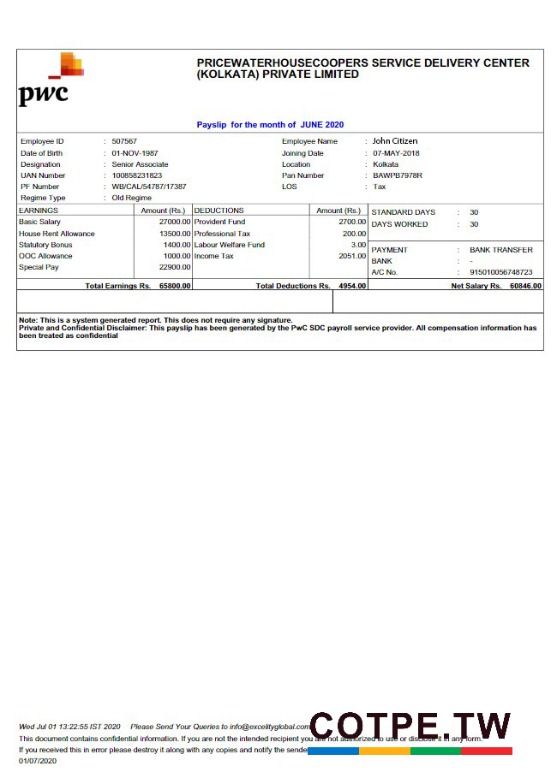 pwc
PRICEWATERHOUSECOOPERS SERVICE DELIVERY CENTER
(KOLKATA) PRIVATE LIMITED
Payslip for the month of JUNE 2020
Employee ID : 507567 Employee Name : John Citizen
Date of Birth : 01-NOV-1987 Joining Date : 07-MAY-2018
Designation : Senior Associate Location : Kolkata
UAN Number : 100858231823 Pan Number : BAWPB7978R
PF Number : WB/CAL/54787/17387 LOS : Tax
Regime Type : Old Regime
EARNINGS Amount (Rs.) DEDUCTIONS Amount (Rs.) STANDARD DAYS : 30
Basic Salary 27000.00 Provident Fund 2700.00 DAYS WORKED : 30
House Rent Allowance 13500.00 Professional Tax 200.00
Statutory Bonus 1400.00 Labour Welfare Fund 3.00 PAYMENT : BANK TRANSFER
OOC Allowance 1000.00 Income Tax 2051.00 BANK : -
Special Pay 22900.00 A/C No. : 915010056748723
Total Earnings Rs. 65800.00 Total Deductions Rs. 4954.00 Net Salary Rs. 60846.00
Note: This is a system generated report. This does not require any signature.
Private and Confidential Disclaimer: This payslip has been generated by the PwC SDC payroll service provider. All compensation information has
been treated as confidential
Wed Jul 01 13:22:55 IST 2020 Please Send Your Queries to info@excelityglobal.com
COTPE.TW
This document contains confidential information. If you are not the intended recipient you are not authorized to use or disclose it in any form.
If you received this in error please destroy it along with any copies and notify the sende
01/07/2020